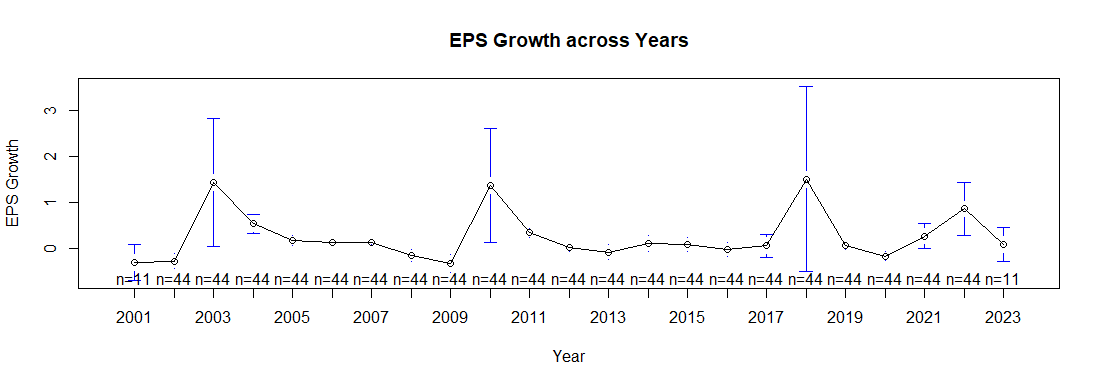 EPS Growth across Years
3
2
1
0
EPS Growth
n=11 n=44 n=44 n=44 n=44 n=44 n=44 n=44 n=44 n=44 n=44 n=44 n=44 n=44 n=44 n=44 n=44 n=44 n=44 n=44 n=44 n=44 n=11
2001 2003 2005 2007 2009 2011 2013 2015 2017 2019 2021 2023
Year